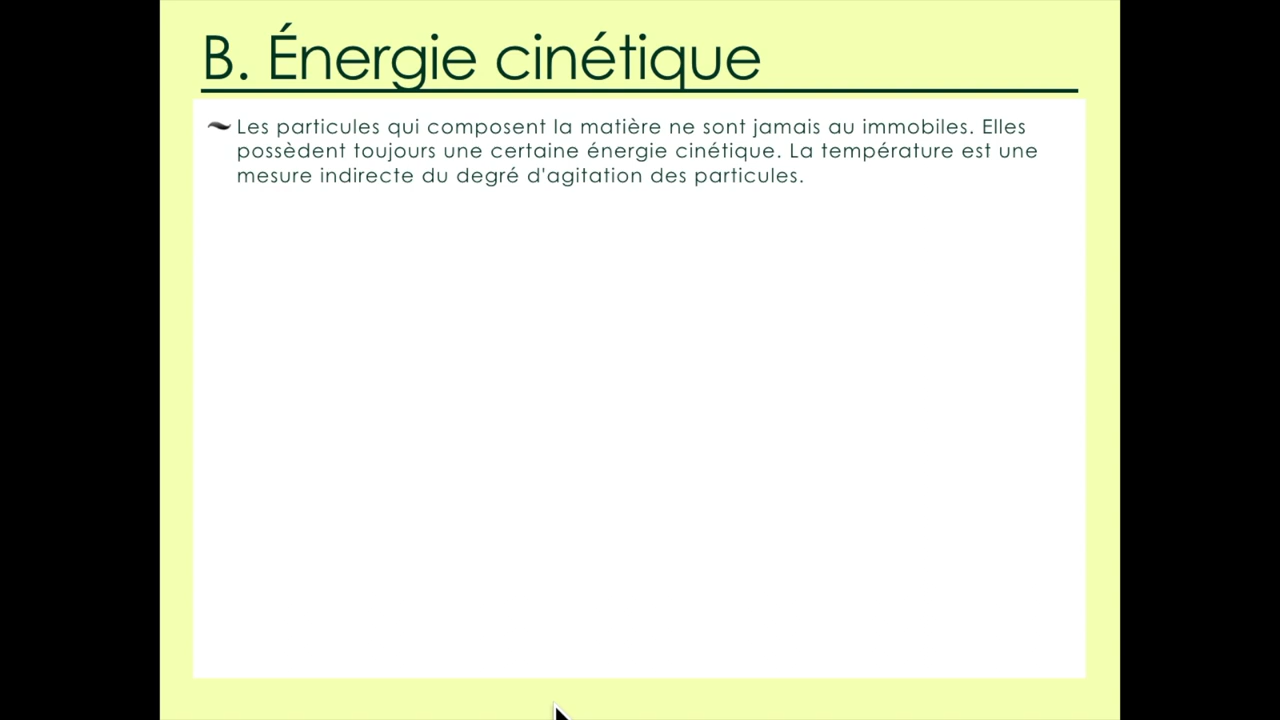 B. Énergie cinétique
Les particules qui composent la matière ne sont jamais au immobiles. Elles
possèdent toujours une certaine énergie cinétique. La température est une
mesure indirecte du degré d'agitation des particules.